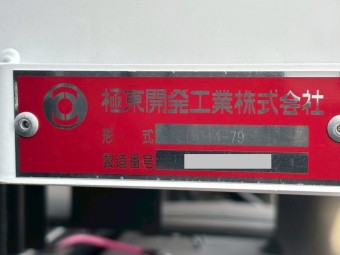 極東開発工業株式会社
形 式
製造番号